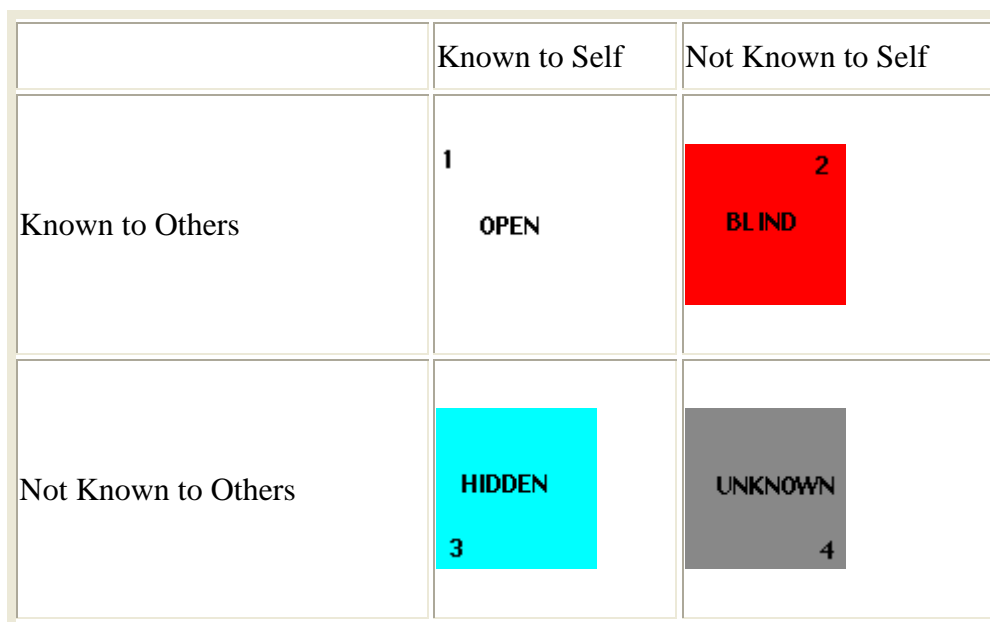 Known to Self
Not Known to Self
Known to Others
1
OPEN
2
BLIND
Not Known to Others
HIDDEN
3
UNKNOWN
4